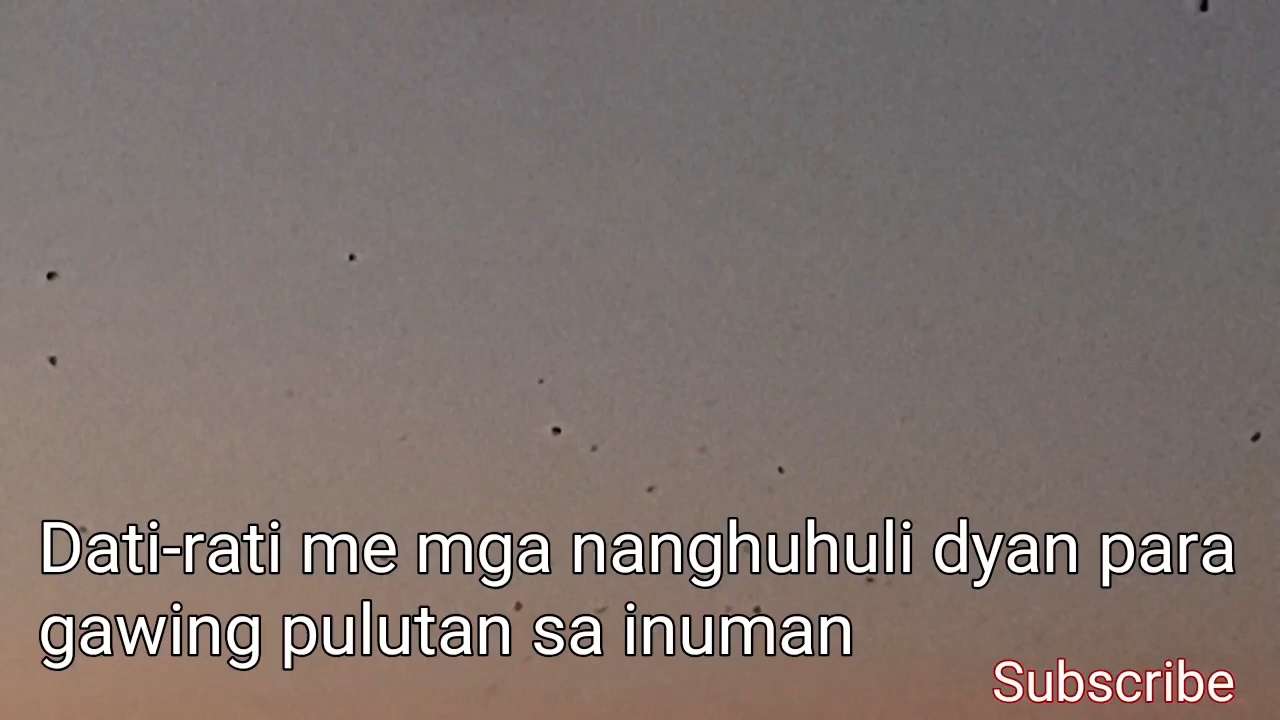 Dati-rati me mga nanghuhuli dyan para
gawing pulutan sa inuman
Subscribe